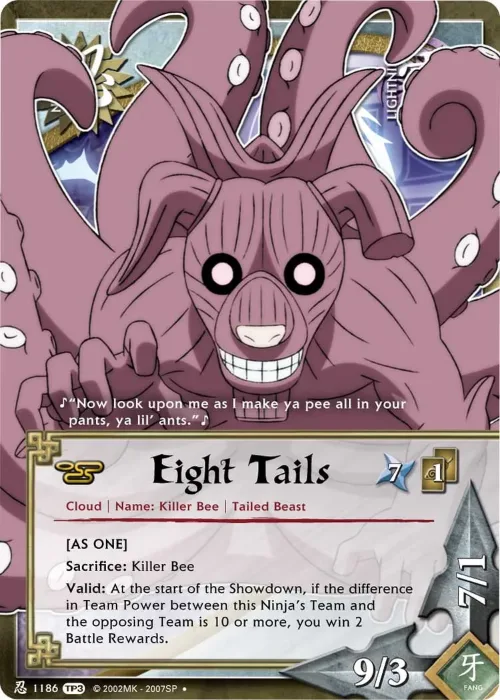 LIGHTNI
♪“Now look upon me as I make ya pee all in your
pants, ya lil’ ants.”♪
Eight Tails
7
1
Cloud | Name: Killer Bee | Tailed Beast
[AS ONE]
Sacrifice: Killer Bee
Valid: At the start of the Showdown, if the difference
in Team Power between this Ninja’s Team and
the opposing Team is 10 or more, you win 2
Battle Rewards.
7/1
9/3
牙
FANG
忍 1186 TP3 © 2002MK - 2007SP •